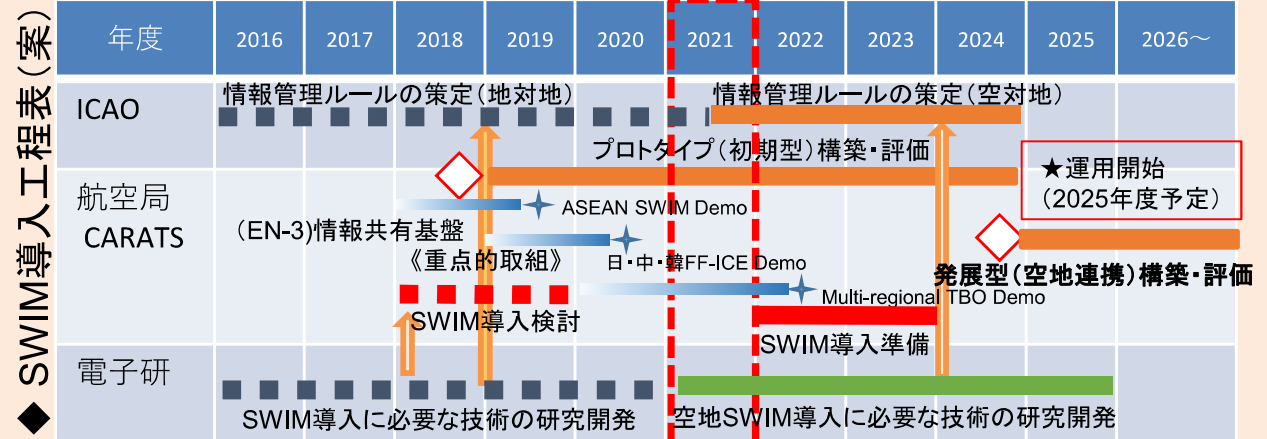 ◆ SWIM導入工程表(案)
年度 2016 2017 2018 2019 2020 2021 2022 2023 2024 2025 2026～
ICAO
情報管理ルールの策定(地対地)
情報管理ルールの策定(空対地)
プロトタイプ(初期型)構築・評価
航空局
CARATS
★運用開始
(2025年度予定)
ASEAN SWIM Demo
(EN-3)情報共有基盤
《重点的取組》
日・中・韓FF-ICE Demo
発展型(空地連携)構築・評価
Multi-regional TBO Demo
SWIM導入検討
SWIM導入準備
電子研
SWIM導入に必要な技術の研究開発
空地SWIM導入に必要な技術の研究開発